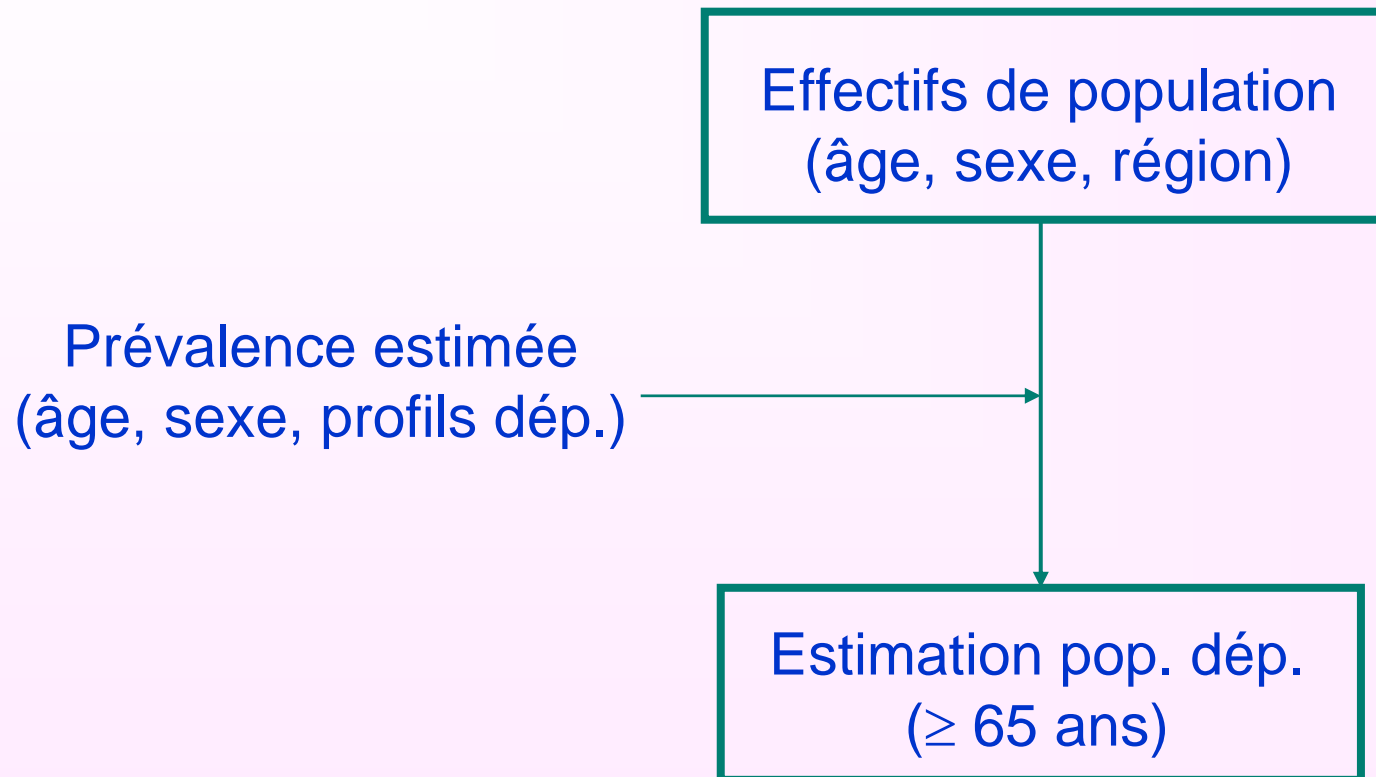 Effectifs de population
(âge, sexe, région)
Prévalence estimée
(âge, sexe, profils dép.)
Estimation pop. dép.
(≥ 65 ans)